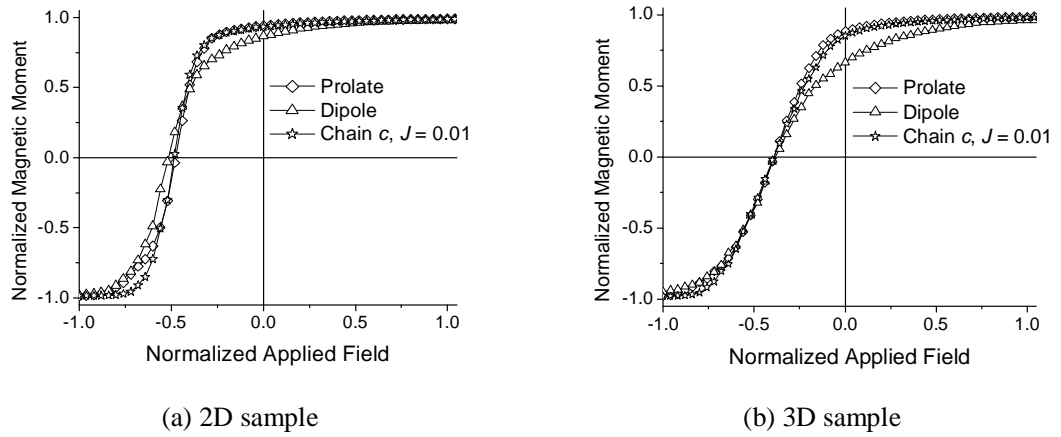 1.0
0.5
0.0
-0.5
-1.0
Normalized Magnetic Moment
Prolate
Dipole
Chain c, J = 0.01
-1.0 -0.5 0.0 0.5 1.0
Normalized Applied Field
(a) 2D sample
1.0
0.5
0.0
-0.5
-1.0
Normalized Magnetic Moment
Prolate
Dipole
Chain c, J = 0.01
-1.0 -0.5 0.0 0.5 1.0
Normalized Applied Field
(b) 3D sample